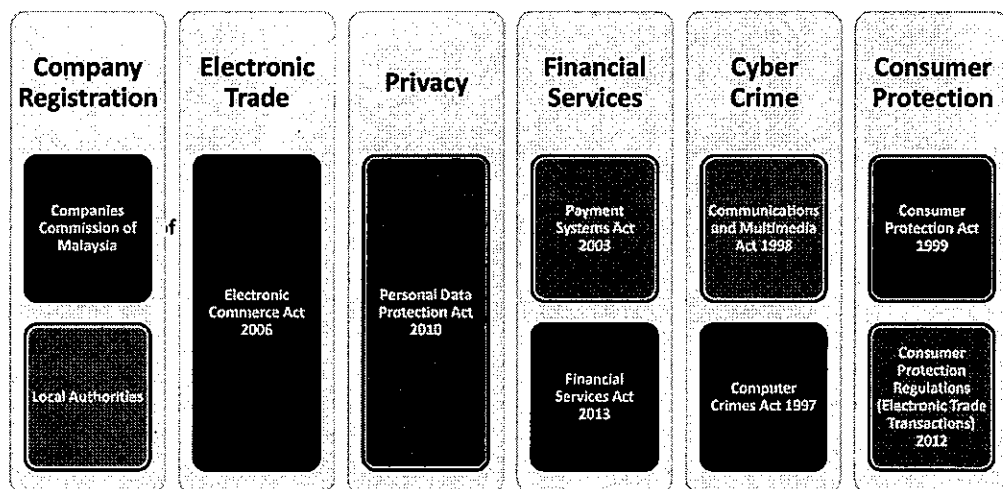 Company
Registration
Companies
Commission of
Malaysia
of
Local Authorities
Electronic
Trade
Electronic
Commerce Act
2006
Privacy
Personal Data
Protection Act
2010
Financial
Services
Payment
Systems Act
2003
Financial
Services Act
2013
Cyber
Crime
Communications
and Multimedia
Act 1998
Computer
Crimes Act 1997
Consumer
Protection
Consumer
Protection Act
1999
Consumer
Protection
Regulations
(Electronic Trade
Transactions)
2012